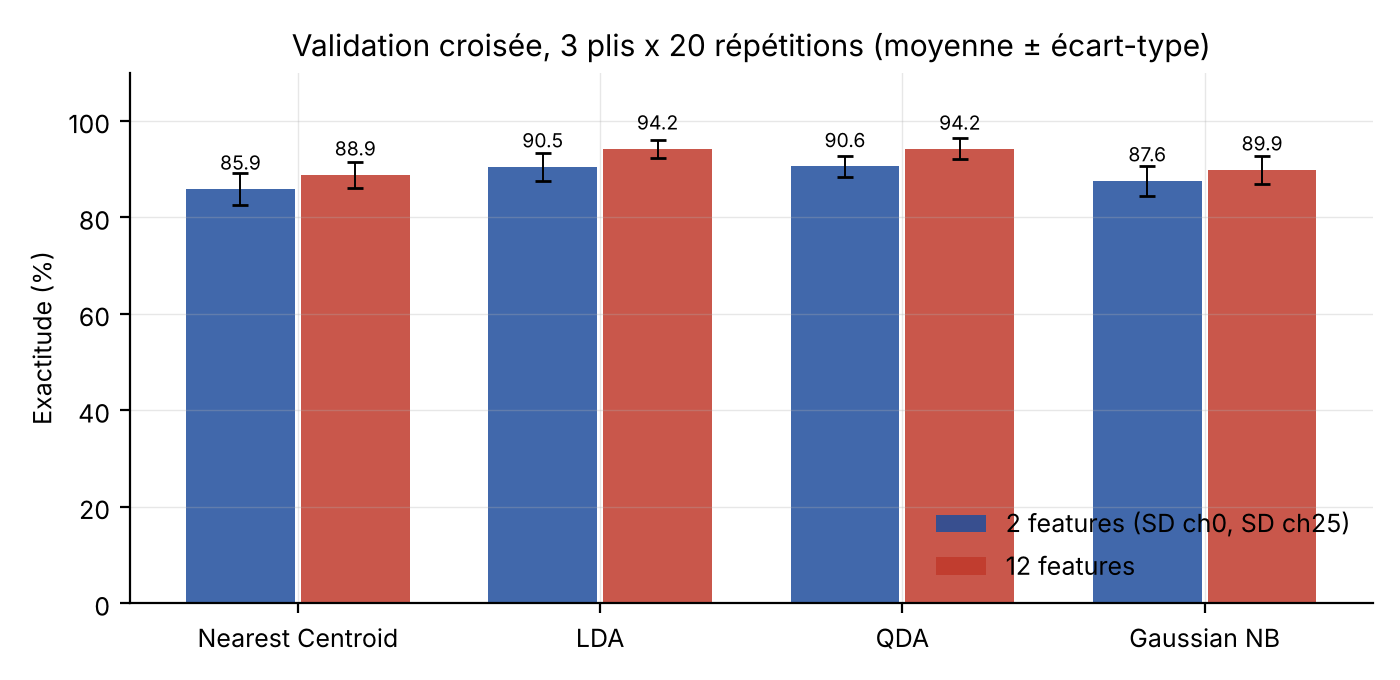 Validation croisée, 3 plis x 20 répétitions (moyenne ± écart-type)
Exactitude (%)
100
80
60
40
20
0
85.9
88.9
90.5
94.2
90.6
94.2
87.6
89.9
2 features (SD ch0, SD ch25)
12 features
Nearest Centroid
LDA
QDA
Gaussian NB